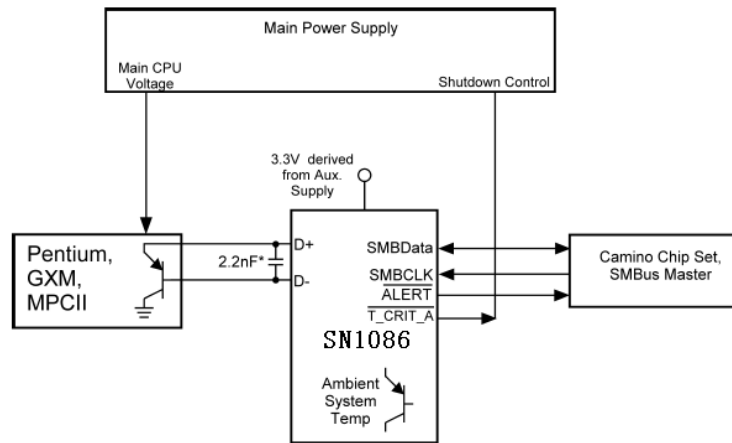 Main Power Supply
Main CPU
Voltage
Shutdown Control
3.3V derived
from Aux.
Supply
Pentium,
GXM,
MPCII
2.2nF*
D+
D-
SMBData
SMBCLK
ALERT
T_CRIT_A
SN1086
Ambient
System
Temp
Camino Chip Set,
SMBus Master